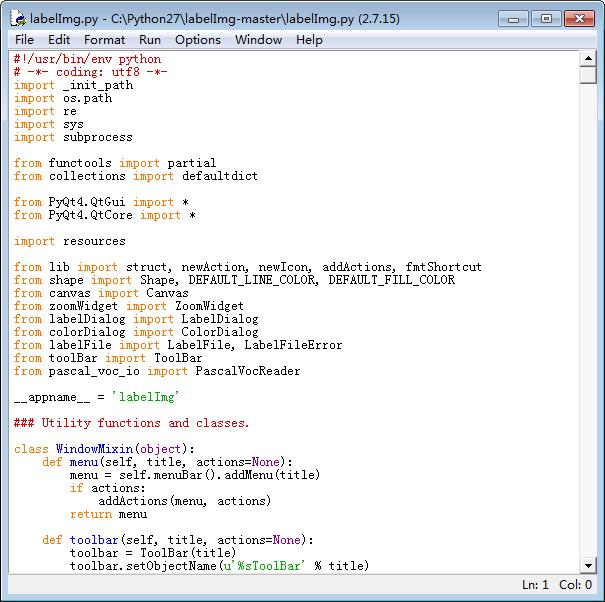 labelImg.py - C:\Python27\labelImg-master\labelImg.py (2.7.15)
File Edit Format Run Options Window Help
#!/usr/bin/env python
# -*- coding: utf8 -*-
import _init_path
import os.path
import re
import sys
import subprocess
from functools import partial
from collections import defaultdict
from PyQt4.QtGui import *
from PyQt4.QtCore import *
import resources
from lib import struct, newAction, newIcon, addActions, fmtShortcut
from shape import Shape, DEFAULT_LINE_COLOR, DEFAULT_FILL_COLOR
from canvas import Canvas
from zoomWidget import ZoomWidget
from labelDialog import LabelDialog
from colorDialog import ColorDialog
from labelFile import LabelFile, LabelFileError
from toolBar import ToolBar
from pascal_voc_io import PascalVocReader
__appname__ = 'labelImg'
### Utility functions and classes.
class WindowMixin(object):
    def menu(self, title, actions=None):
        menu = self.menuBar().addMenu(title)
        if actions:
            addActions(menu, actions)
        return menu
    def toolbar(self, title, actions=None):
        toolbar = ToolBar(title)
        toolbar.setObjectName(u'%sToolBar' % title)
Ln: 1 Col: 0